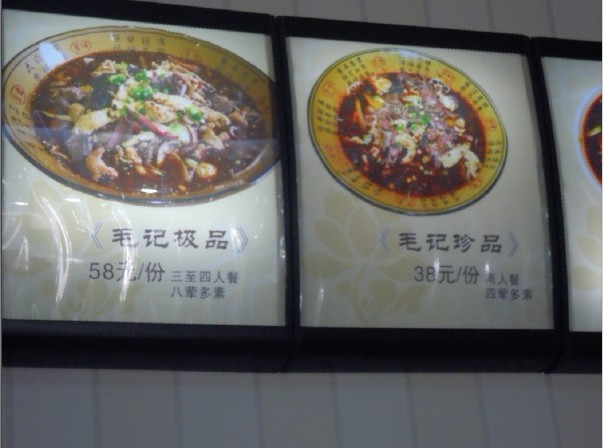 《毛记极品》
58元/份 三至四人餐
八荤多素
《毛记珍品》
38元/份 两人餐
四荤多素